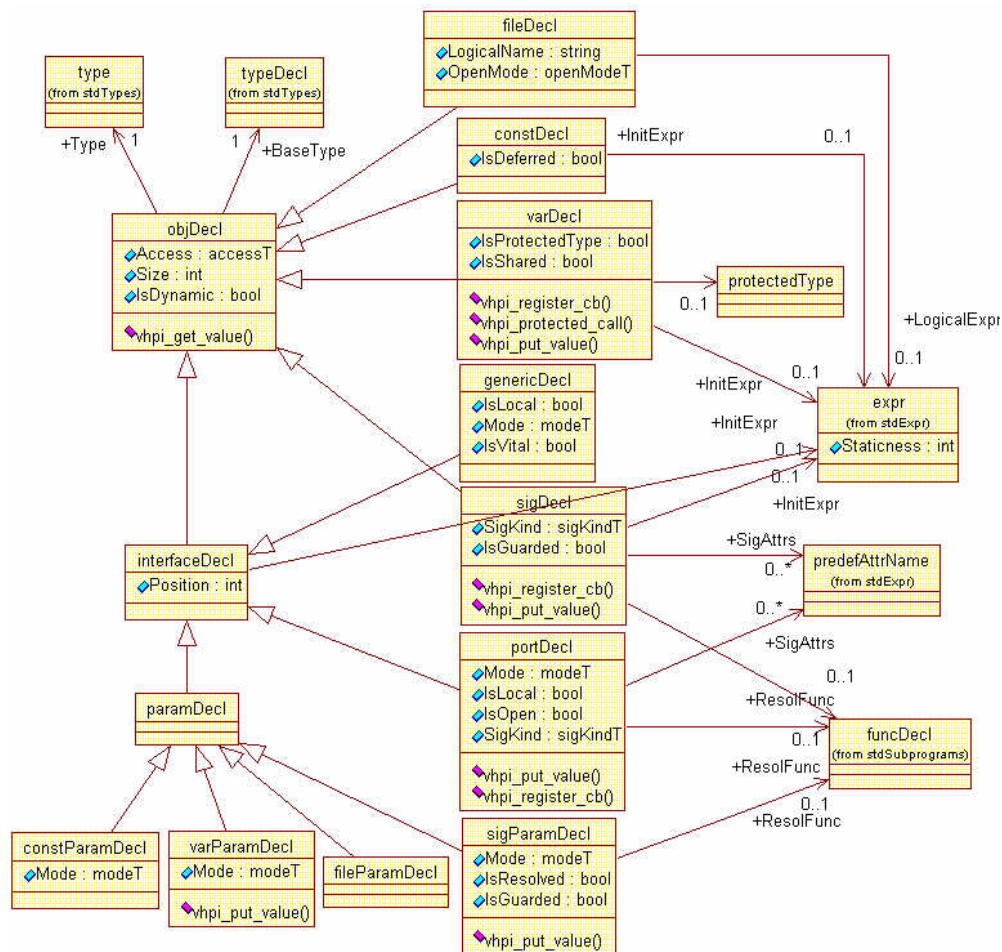 fileDecl
LogicalName : string
OpenMode : openModeT
type
(from stdTypes)
typeDecl
(from stdTypes)
+Type
1
1
+BaseType
constDecl
IsDeferred : bool
+InitExpr
0..1
objDecl
Access : accessT
Size : int
IsDynamic : bool
vhpi_get_value()
varDecl
IsProtectedType : bool
IsShared : bool
vhpi_register_cb()
vhpi_protected_call()
vhpi_put_value()
protectedType
0..1
+LogicalExpr
0..1
0..1
+InitExpr
genericDecl
IsLocal : bool
Mode : modeT
IsVital : bool
expr
(from stdExpr)
Staticness : int
+InitExpr
0..1
0..1
+InitExpr
sigDecl
SigKind : sigKindT
IsGuarded : bool
vhpi_register_cb()
vhpi_put_value()
+SigAttrs
0..*
predefAttrName
(from stdExpr)
0..*
+SigAttrs
interfaceDecl
Position : int
portDecl
Mode : modeT
IsLocal : bool
IsOpen : bool
SigKind : sigKindT
vhpi_put_value()
vhpi_register_cb()
0..1
+ResolFunc
0..1
+ResolFunc
funcDecl
(from stdSubprograms)
0..1
+ResolFunc
paramDecl
constParamDecl
Mode : modeT
varParamDecl
Mode : modeT
vhpi_put_value()
fileParamDecl
sigParamDecl
Mode : modeT
IsResolved : bool
IsGuarded : bool
vhpi_put_value()